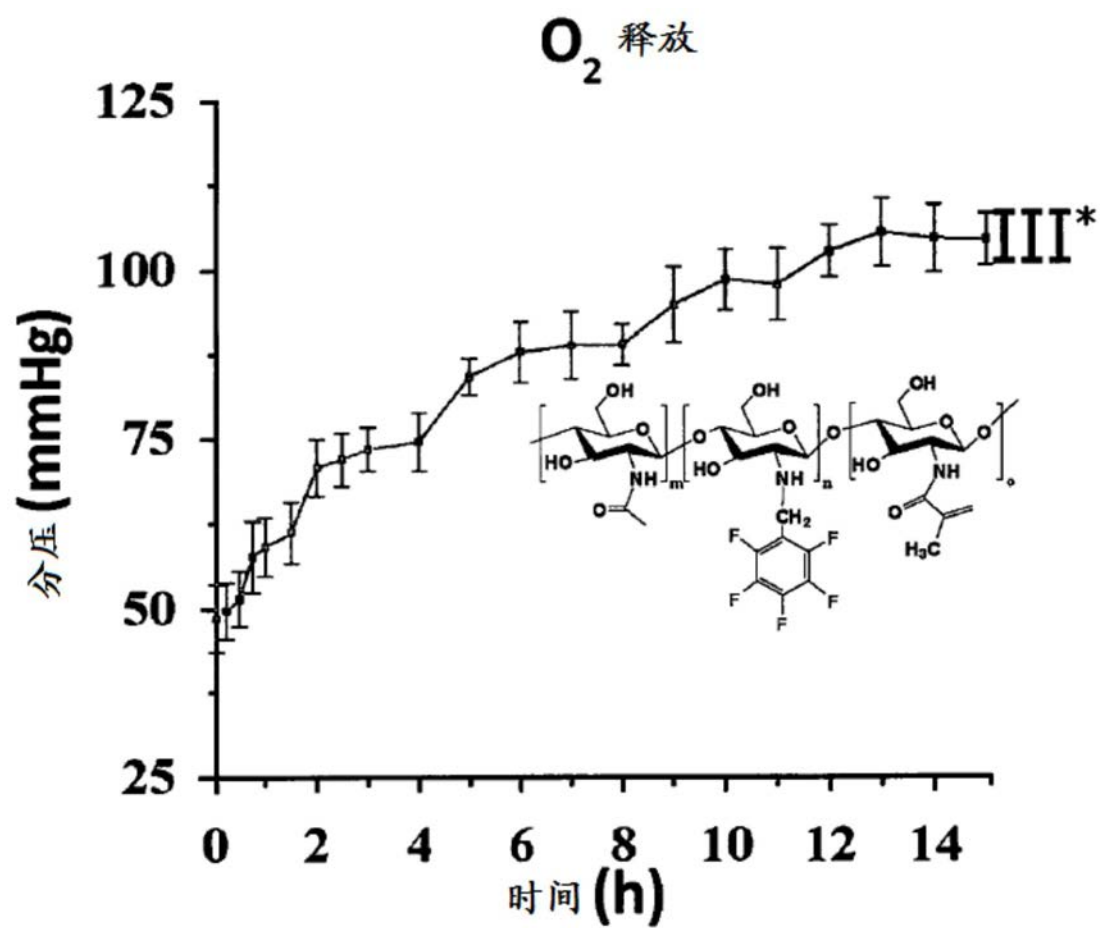 O₂ 释放
分压 (mmHg)
125
100
75
50
25
0 2 4 6 8 10 12 14
时间 (h)
III*
OH OH OH
O O O O O O
HO HO HO
NH m NH n NH o
O CH₂ O
H₃C
F F
F F
F